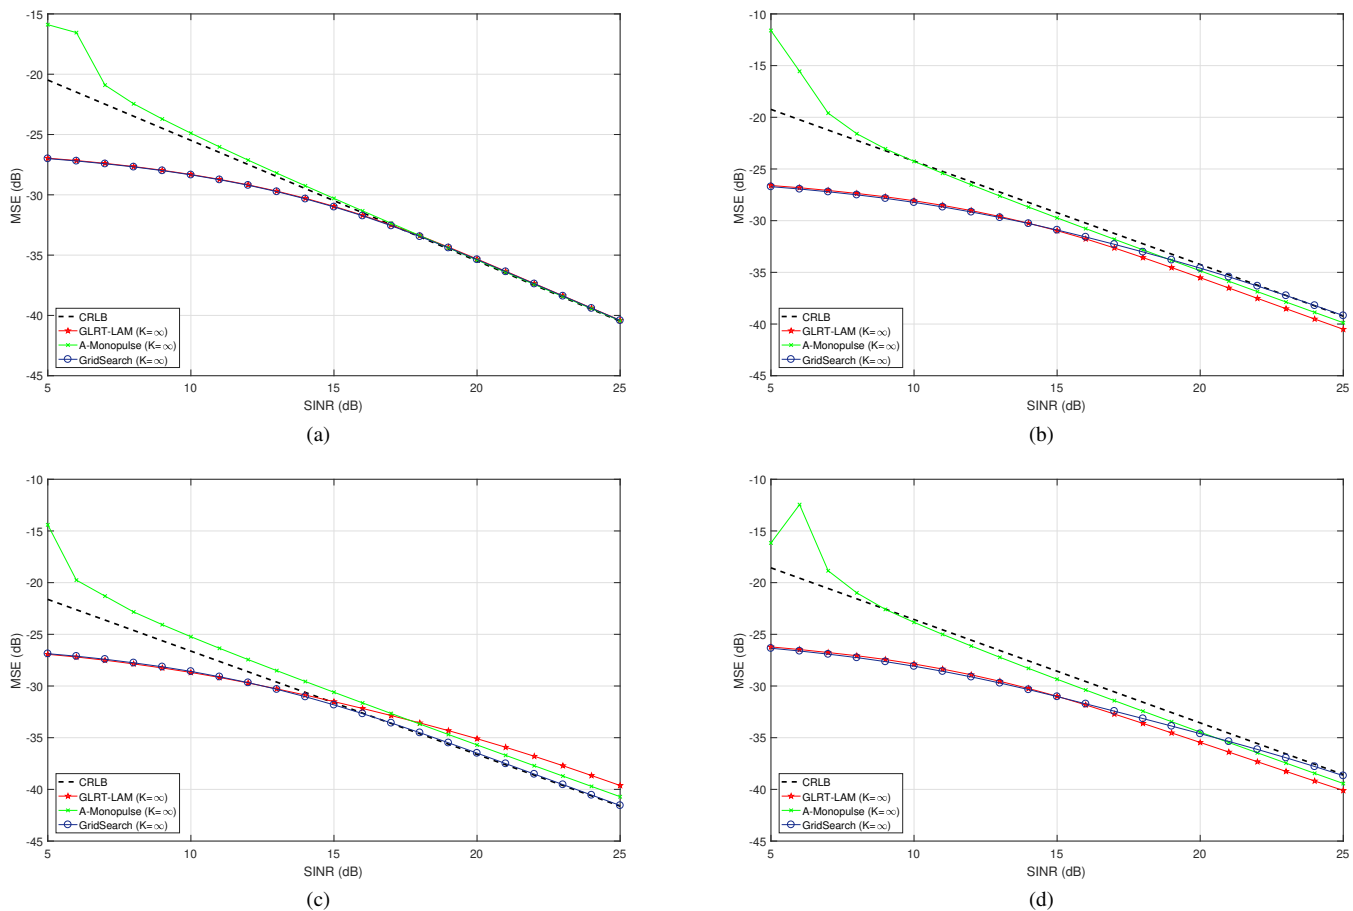 -15
-20
-25
-30
-35
-40
-45
MSE (dB)
CRLB
GLRT-LAM (K=∞)
A-Monopulse (K=∞)
GridSearch (K=∞)
5 10 15 20 25
SINR (dB)
(a)
-10
-15
-20
-25
-30
-35
-40
-45
MSE (dB)
CRLB
GLRT-LAM (K=∞)
A-Monopulse (K=∞)
GridSearch (K=∞)
5 10 15 20 25
SINR (dB)
(b)
-10
-15
-20
-25
-30
-35
-40
-45
MSE (dB)
CRLB
GLRT-LAM (K=∞)
A-Monopulse (K=∞)
GridSearch (K=∞)
5 10 15 20 25
SINR (dB)
(c)
-10
-15
-20
-25
-30
-35
-40
-45
MSE (dB)
CRLB
GLRT-LAM (K=∞)
A-Monopulse (K=∞)
GridSearch (K=∞)
5 10 15 20 25
SINR (dB)
(d)